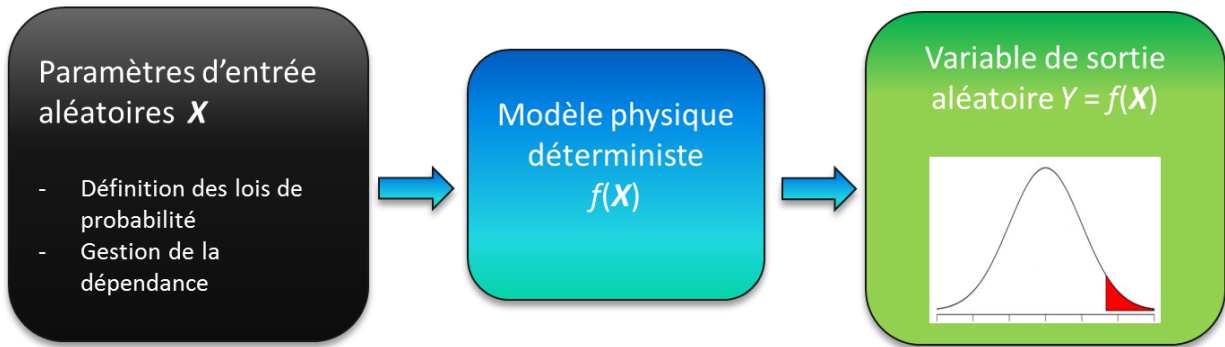 Paramètres d'entrée
aléatoires X
- Définition des lois de
probabilité
- Gestion de la
dépendance
Modèle physique
déterministe
f(X)
Variable de sortie
aléatoire Y = f(X)